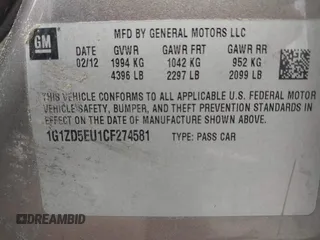 GM
MFD BY GENERAL MOTORS LLC
DATE GVWR GAWR FRT GAWR RR
02/12 1994 KG 1042 KG 952 KG
4396 LB 2297 LB 2099 LB
THIS VEHICLE CONFORMS TO ALL APPLICABLE U.S. FEDERAL MOTOR
VEHICLE SAFETY, BUMPER, AND THEFT PREVENTION STANDARDS IN
EFFECT ON THE DATE OF MANUFACTURE SHOWN ABOVE.
1G1ZD5EU1CF274581 TYPE: PASS CAR
DREAMBID